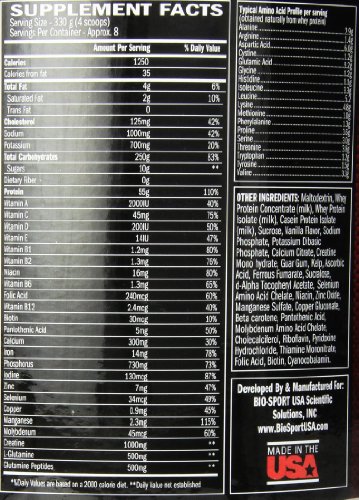 SUPPLEMENT FACTS
Serving Size - 330 g (4 scoops)
Servings Per Container - Approx. 8
Amount Per Serving % Daily Value
Calories 1250
Calories from fat 35
Total Fat 4g 6%
Saturated Fat 2g 10%
Trans Fat 0
Cholesterol 125mg 42%
Sodium 1000mg 42%
Potassium 700mg 20%
Total Carbohydrates 250g 83%
Sugars 10g **
Dietary Fiber 0g
Protein 55g 110%
Vitamin A 2000IU 40%
Vitamin C 45mg 75%
Vitamin D 200IU 50%
Vitamin E 14IU 47%
Vitamin B1 1.2mg 80%
Vitamin B2 1.3mg 76%
Niacin 16mg 80%
Vitamin B6 1.3mg 65%
Folic Acid 240mcg 60%
Vitamin B12 2.4mcg 40%
Biotin 30mcg 10%
Pantothenic Acid 5mg 50%
Calcium 300mg 30%
Iron 14mg 78%
Phosphorus 730mg 73%
Iodine 130mcg 87%
Zinc 7mg 47%
Selenium 34mcg 49%
Copper 0.9mg 45%
Manganese 2.3mg 115%
Molybdenum 45mcg 60%
Creatine 1000mg **
L-Glutamine 500mg **
Glutamine Peptides 500mg **
*%Daily Values are based on a 2000 calorie diet. **Daily value not established
Typical Amino Acid Profile per serving
(obtained naturally from whey protein)
Alanine
Arginine
Aspartic Acid
Cystine
Glutamic Acid
Glycine
Histidine
Isoleucine
Leucine
Lysine
Methionine
Phenylalanine
Proline
Serine
Threonine
Tryptophan
Tyrosine
Valine
OTHER INGREDIENTS: Maltodextrin, Whey
Protein Concentrate (milk), Whey Protein
Isolate (milk), Casein Protein Isolate
(milk), Sucrose, Vanilla Flavor, Sodium
Phosphate, Potassium Dibasic
Phosphate, Calcium Citrate, Creatine
Mono hydrate, Guar Gum, Kelp, Ascorbic
Acid, Ferrous Fumarate, Sucralose,
d-Alpha Tocopheryl Acetate, Selenium
Amino Acid Chelate, Niacin, Zinc Oxide,
Manganese Sulfate, Copper Gluconate,
Beta carotene, Pantothenic Acid,
Molybdenum Amino Acid Chelate,
Cholecalciferol, Riboflavin, Pyridoxine
Hydrochloride, Thiamine Mononitrate,
Folic Acid, Biotin, Cyanocobalamin.
Developed By & Manufactured For:
BIO-SPORT USA Scientific
Solutions, INC
www.BioSportUSA.com
MADE IN THE
USA